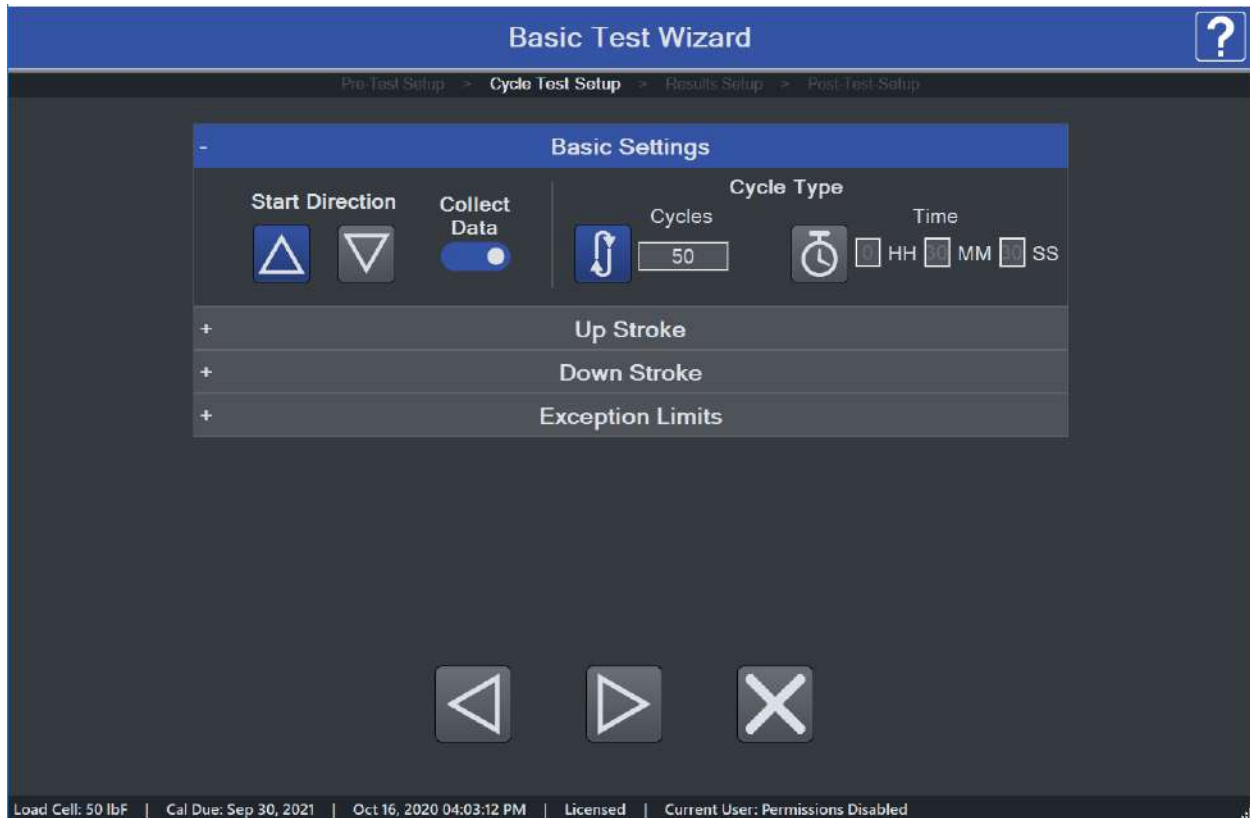 Basic Test Wizard
?
Pre-Test Setup > Cycle Test Setup > Results Setup > Post-Test-Setup
- Basic Settings
Start Direction
Collect
Data
Cycle Type
Cycles
50
Time
0 HH 30 MM 30 SS
+ Up Stroke
+ Down Stroke
+ Exception Limits
Load Cell: 50 lbF | Cal Due: Sep 30, 2021 | Oct 16, 2020 04:03:12 PM | Licensed | Current User: Permissions Disabled